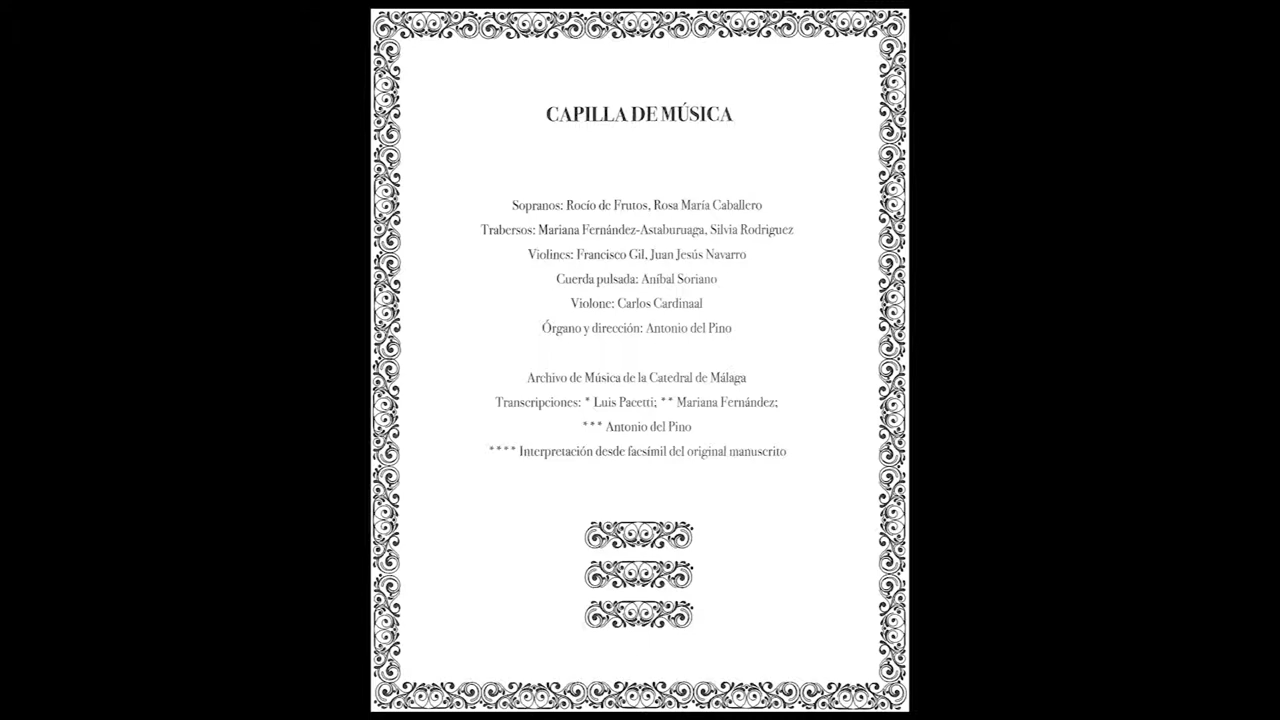 CAPILLA DE MÚSICA
Sopranos: Rocío de Frutos, Rosa María Caballero
Trabersos: Mariana Fernández-Astaburuaga, Silvia Rodriguez
Violines: Francisco Gil, Juan Jesús Navarro
Cuerda pulsada: Aníbal Soriano
Violone: Carlos Cardinaal
Órgano y dirección: Antonio del Pino
Archivo de Música de la Catedral de Málaga
Transcripciones: * Luis Pacetti; ** Mariana Fernández;
*** Antonio del Pino
**** Interpretación desde facsímil del original manuscrito